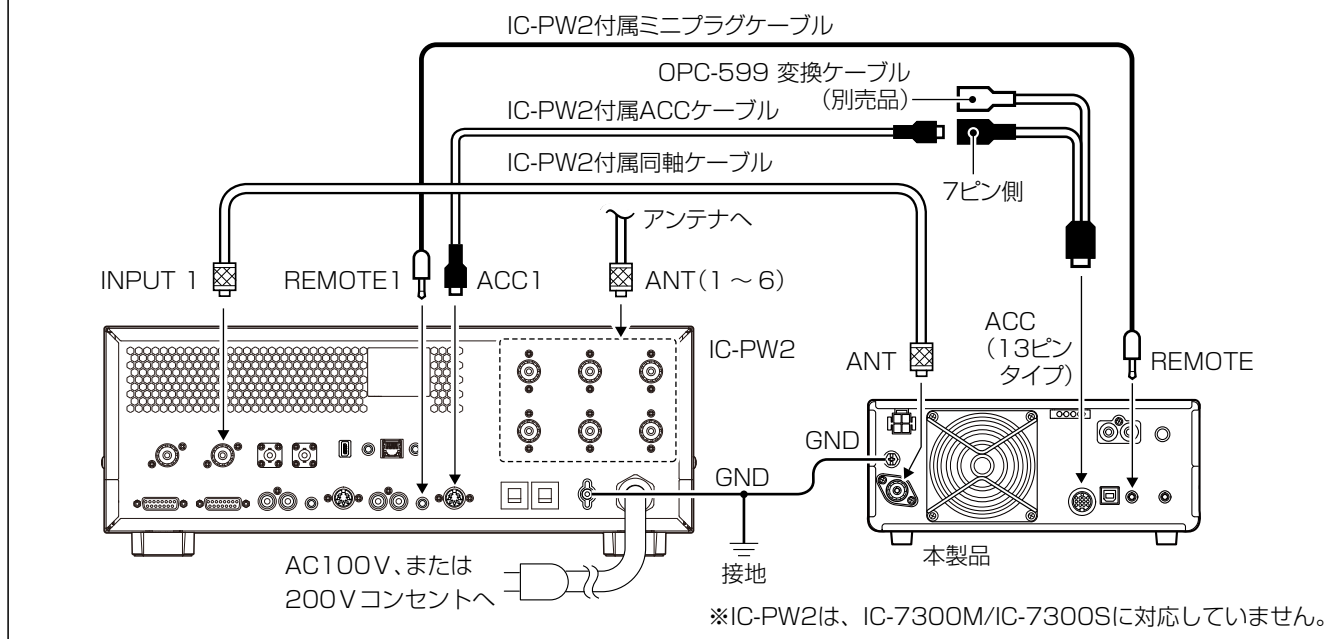 IC-PW2付属ミニプラグケーブル
OPC-599 変換ケーブル
（別売品）
IC-PW2付属ACCケーブル
IC-PW2付属同軸ケーブル
7ピン側
アンテナへ
INPUT 1
REMOTE1
ACC1
ANT（1 ～ 6）
IC-PW2
ANT
ACC
（13ピン
タイプ）
REMOTE
GND
GND
AC100V、または
200Vコンセントへ
接地
本製品
※IC-PW2は、IC-7300M/IC-7300Sに対応していません。